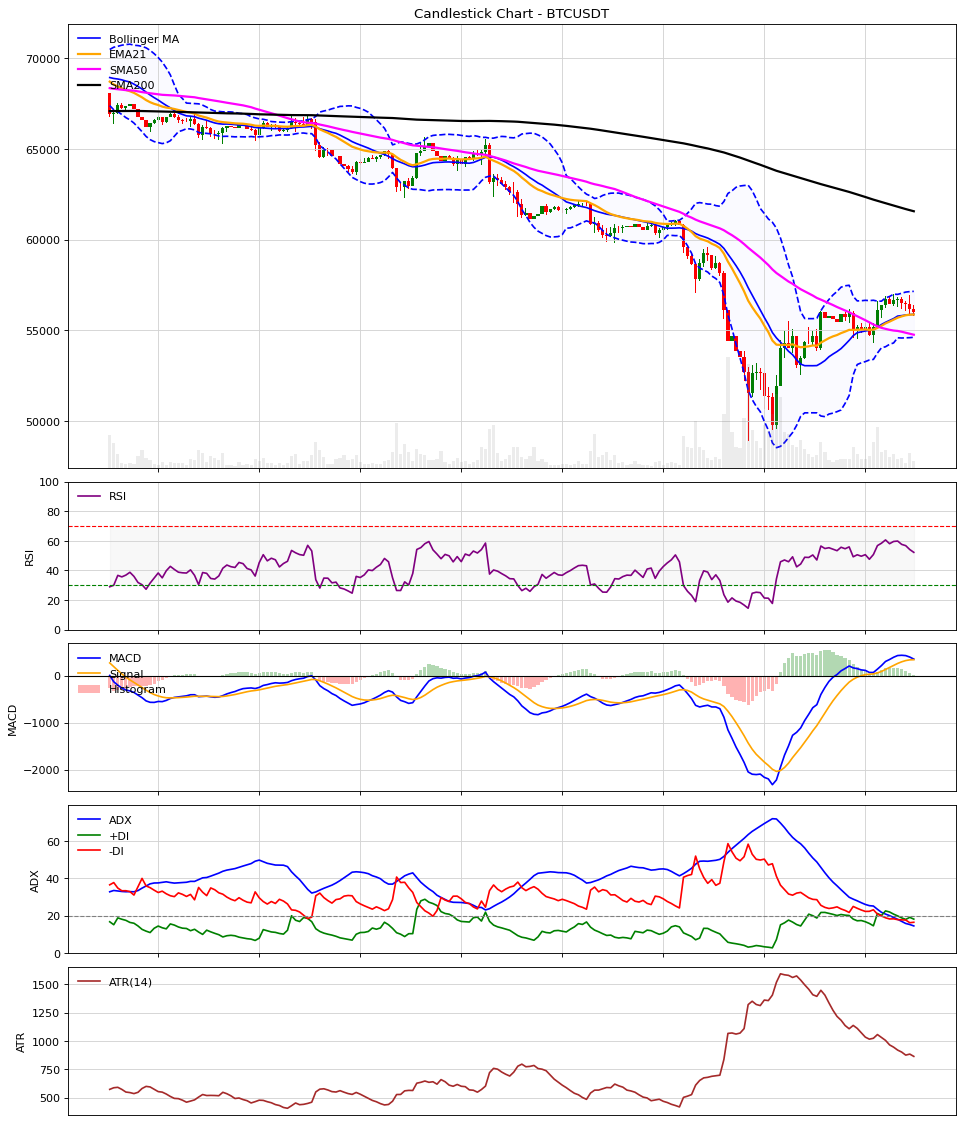 Candlestick Chart - BTCUSDT
70000
65000
60000
55000
50000
Bollinger MA
EMA21
SMA50
SMA200
100
80
60
40
20
0
RSI
RSI
0
−1000
−2000
MACD
MACD
Signal
Histogram
60
40
20
0
ADX
ADX
+DI
-DI
1500
1250
1000
750
500
ATR
ATR(14)